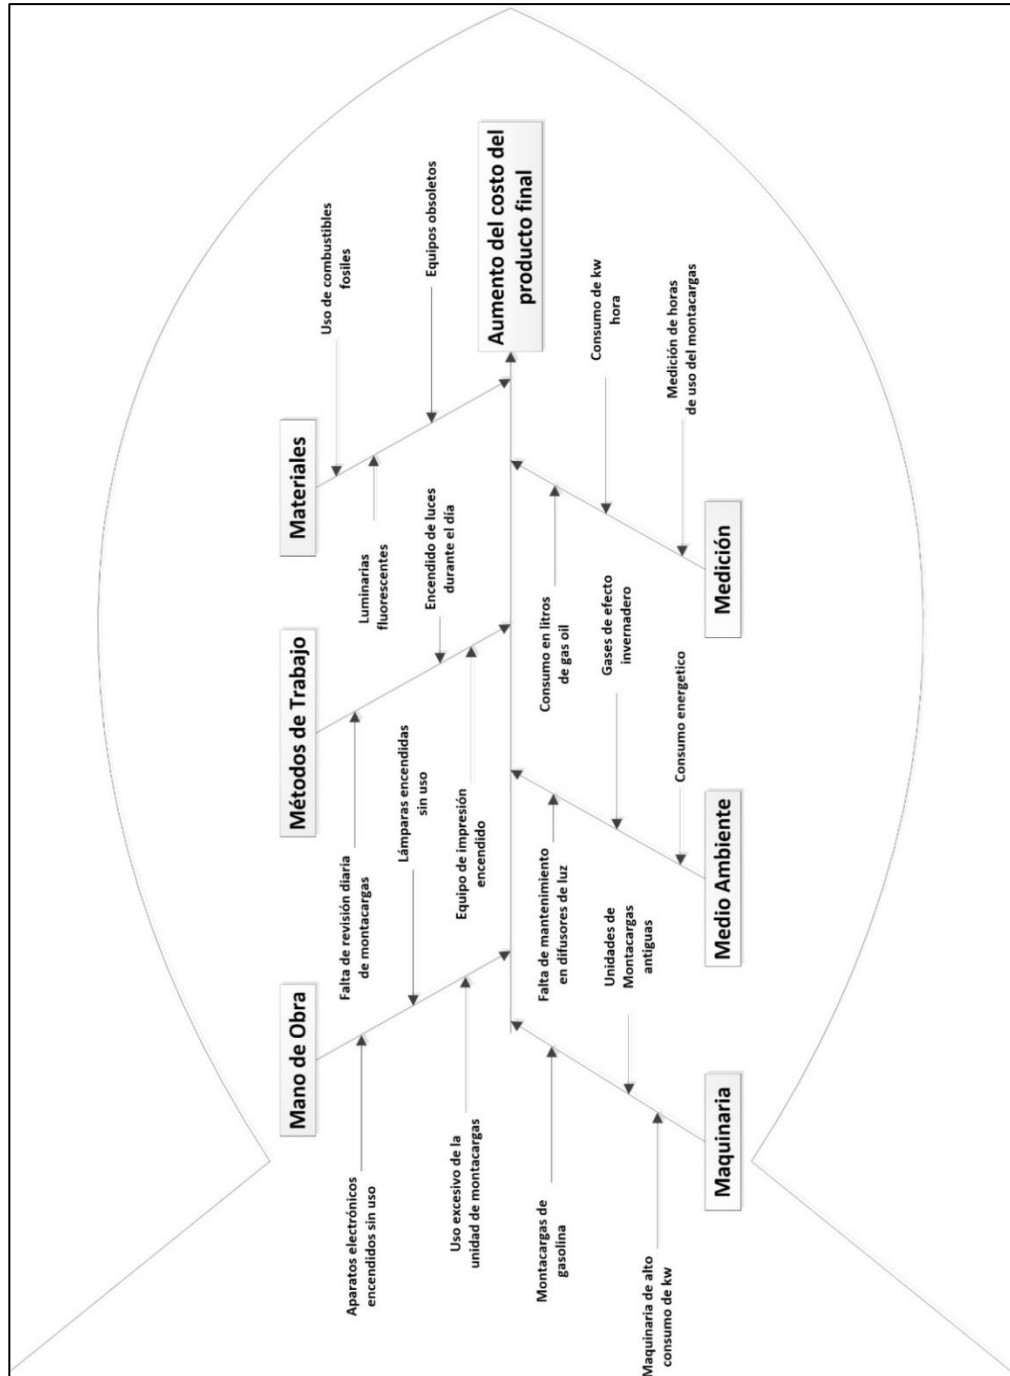 Mano de Obra
Aparatos electrónicos
encendidos sin uso
Lámparas encendidas
sin uso
Uso excesivo de la
unidad de montacargas
Métodos de Trabajo
Falta de revisión diaria
de montacargas
Encendido de luces
durante el día
Equipo de impresión
encendido
Materiales
Uso de combustibles
fosiles
Luminarias
fluorescentes
Equipos obsoletos
Aumento del costo del
producto final
Montacargas de
gasolina
Unidades de
Montacargas
antiguas
Maquinaria de alto
consumo de kw
Maquinaria
Falta de mantenimiento
en difusores de luz
Gases de efecto
invernadero
Consumo energetico
Medio Ambiente
Consumo en litros
de gas oil
Consumo de kw
hora
Medición de horas
de uso del montacargas
Medición